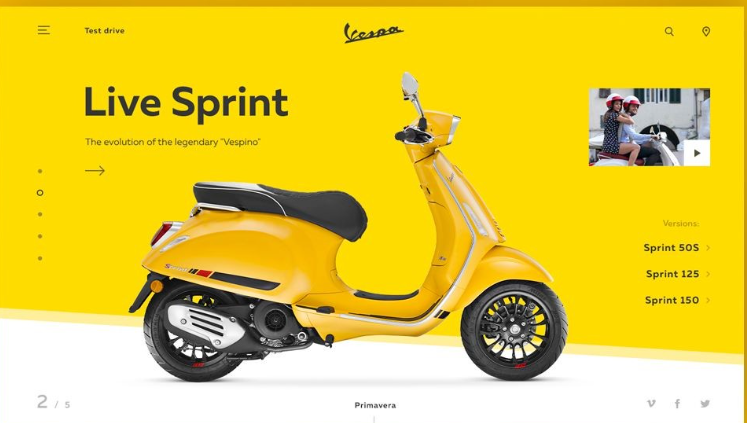 Test drive
Vespa
Live Sprint
The evolution of the legendary "Vespino"
Versions:
Sprint 50S
Sprint 125
Sprint 150
Sprint
2 / 5
Primavera